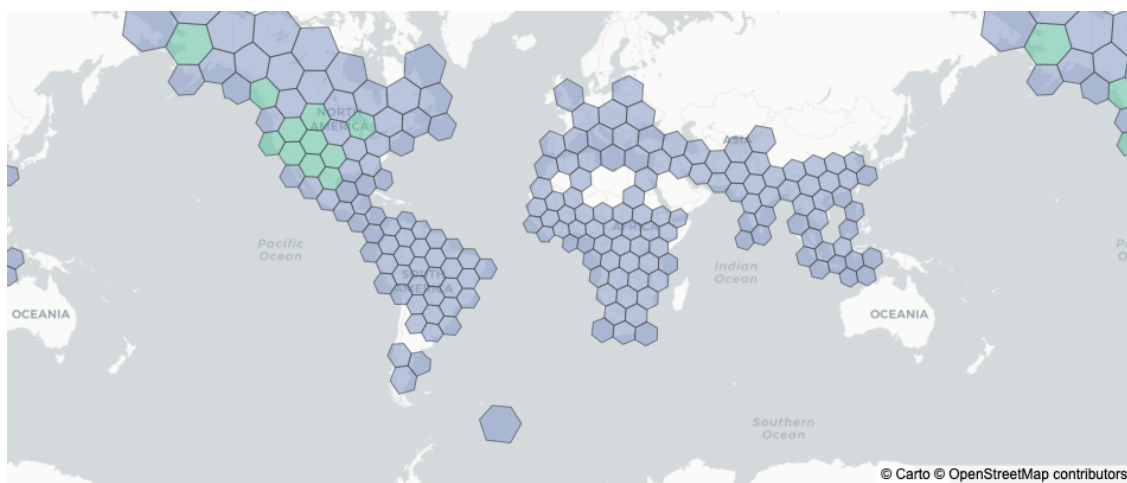 NORTH
AMERICA
ASIA
AFRICA
Pacific
Ocean
Indian
Ocean
SOUTH
AMERICA
OCEANIA
OCEANIA
Southern
Ocean
© Carto © OpenStreetMap contributors